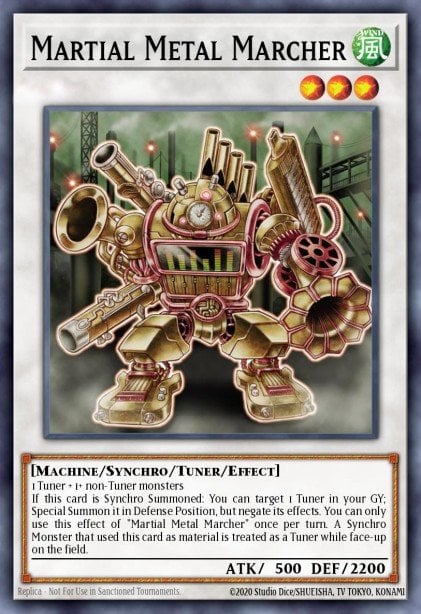 MARTIAL METAL MARCHER
WIND
風
[MACHINE/SYNCHRO/TUNER/EFFECT]
1 Tuner + 1+ non-Tuner monsters
If this card is Synchro Summoned: You can target 1 Tuner in your GY;
Special Summon it in Defense Position, but negate its effects. You can only
use this effect of "Martial Metal Marcher" once per turn. A Synchro
Monster that used this card as material is treated as a Tuner while face-up
on the field.
ATK/ 500 DEF/2200
Replica - Not For Use in Sanctioned Tournaments. ©2020 Studio Dice/SHUEISHA, TV TOKYO, KONAMI